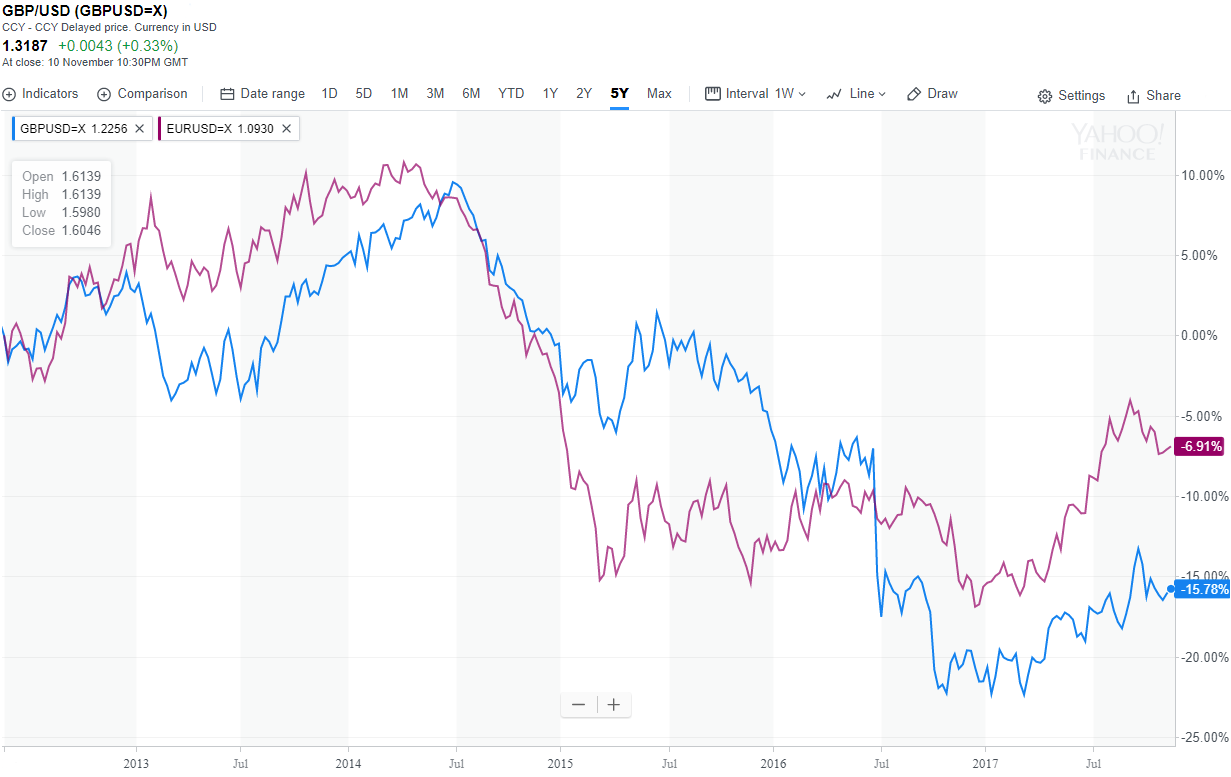 GBP/USD (GBPUSD=X)
CCY - CCY Delayed price. Currency in USD
1.3187 +0.0043 (+0.33%)
At close: 10 November 10:30PM GMT
Indicators Comparison Date range 1D 5D 1M 3M 6M YTD 1Y 2Y 5Y Max Interval 1W Line Draw Settings Share
GBPUSD=X 1.2256 EURUSD=X 1.0930
YAHOO!
FINANCE
Open 1.6139
High 1.6139
Low 1.5980
Close 1.6046
10.00%
5.00%
0.00%
-5.00%
-6.91%
-10.00%
-15.00%
-15.78%
-20.00%
-25.00%
2013 Jul 2014 Jul 2015 Jul 2016 Jul 2017 Jul